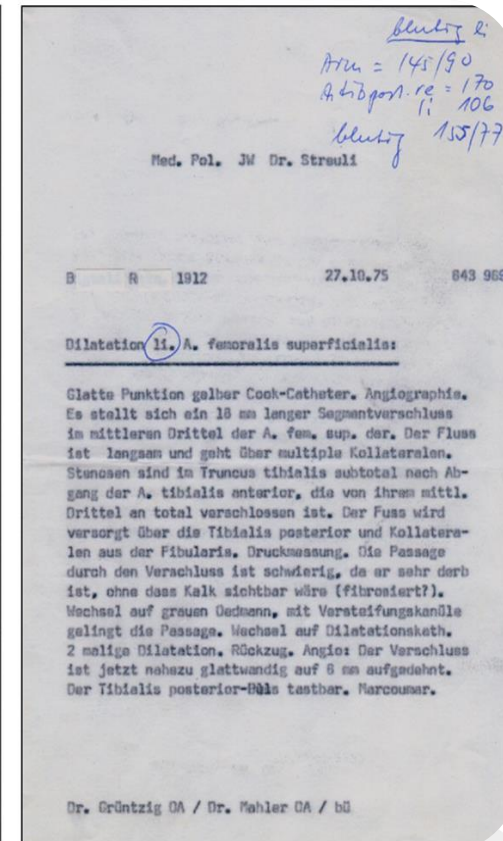 blutig li
Arm = 145/90
A. tib. post. re = 170
li 106
blutig 155/77
Med. Pol. JW Dr. Streuli
B R 1912 27.10.75 643 969
Dilatation li. A. femoralis superficialis:
Glatte Punktion gelber Cook-Catheter. Angiographie.
Es stellt sich ein 18 mm langer Segmentverschluss
im mittleren Drittel der A. fem. sup. dar. Der Fluss
ist langsam und geht über multiple Kollateralen.
Stenosen sind im Truncus tibialis subtotal nach Ab-
gang der A. tibialis anterior, die von ihrem mittl.
Drittel an total verschlossen ist. Der Fuss wird
versorgt über die Tibialis posterior und Kollatera-
len aus der Fibularis. Druckmessung. Die Passage
durch den Verschluss ist schwierig, da er sehr derb
ist, ohne dass Kalk sichtbar wäre (fibrosiert?).
Wechsel auf grauen Oedmann, mit Versteifungskanüle
gelingt die Passage. Wechsel auf Dilatationskath.
2 malige Dilatation. Rückzug. Angio: Der Verschluss
ist jetzt nahezu glattwandig auf 6 mm aufgedehnt.
Der Tibialis posterior-Puls tastbar. Marcoumar.
Dr. Grüntzig OA / Dr. Mahler OA / bü